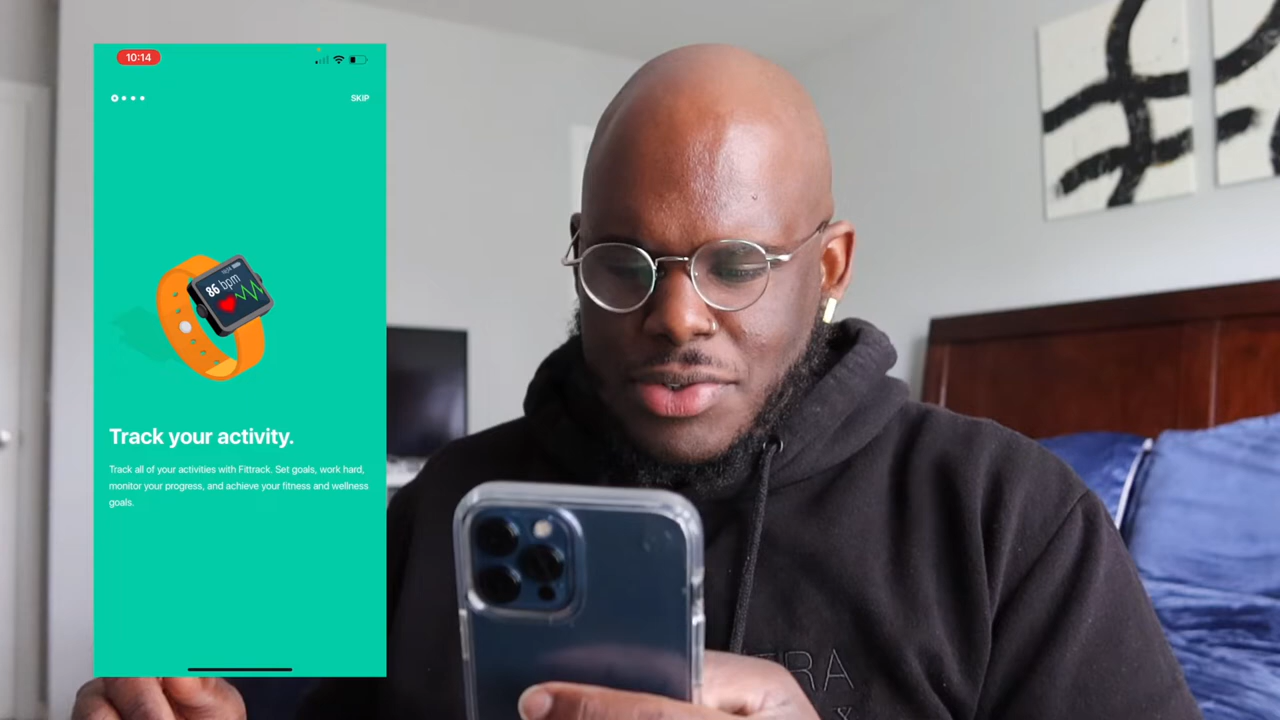 10:14
SKIP
86 bpm
Track your activity.
Track all of your activities with Fittrack. Set goals, work hard,
monitor your progress, and achieve your fitness and wellness
goals.
RA